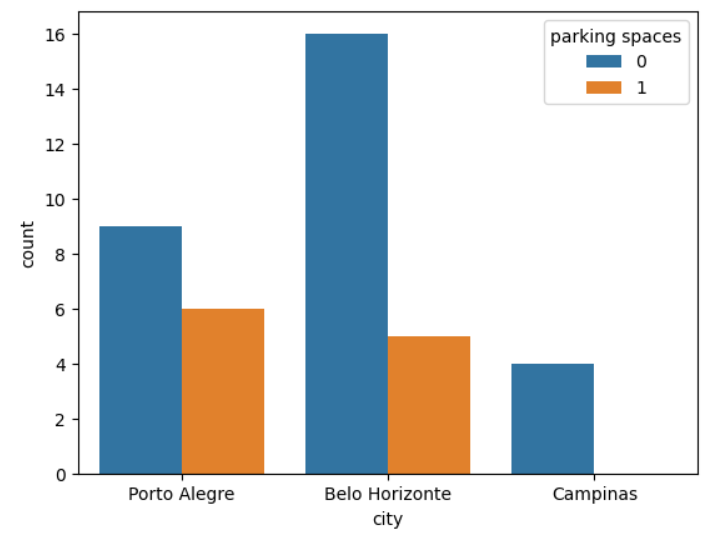 parking spaces
0
1
16
14
12
10
8
6
4
2
0
count
Porto Alegre
Belo Horizonte
Campinas
city